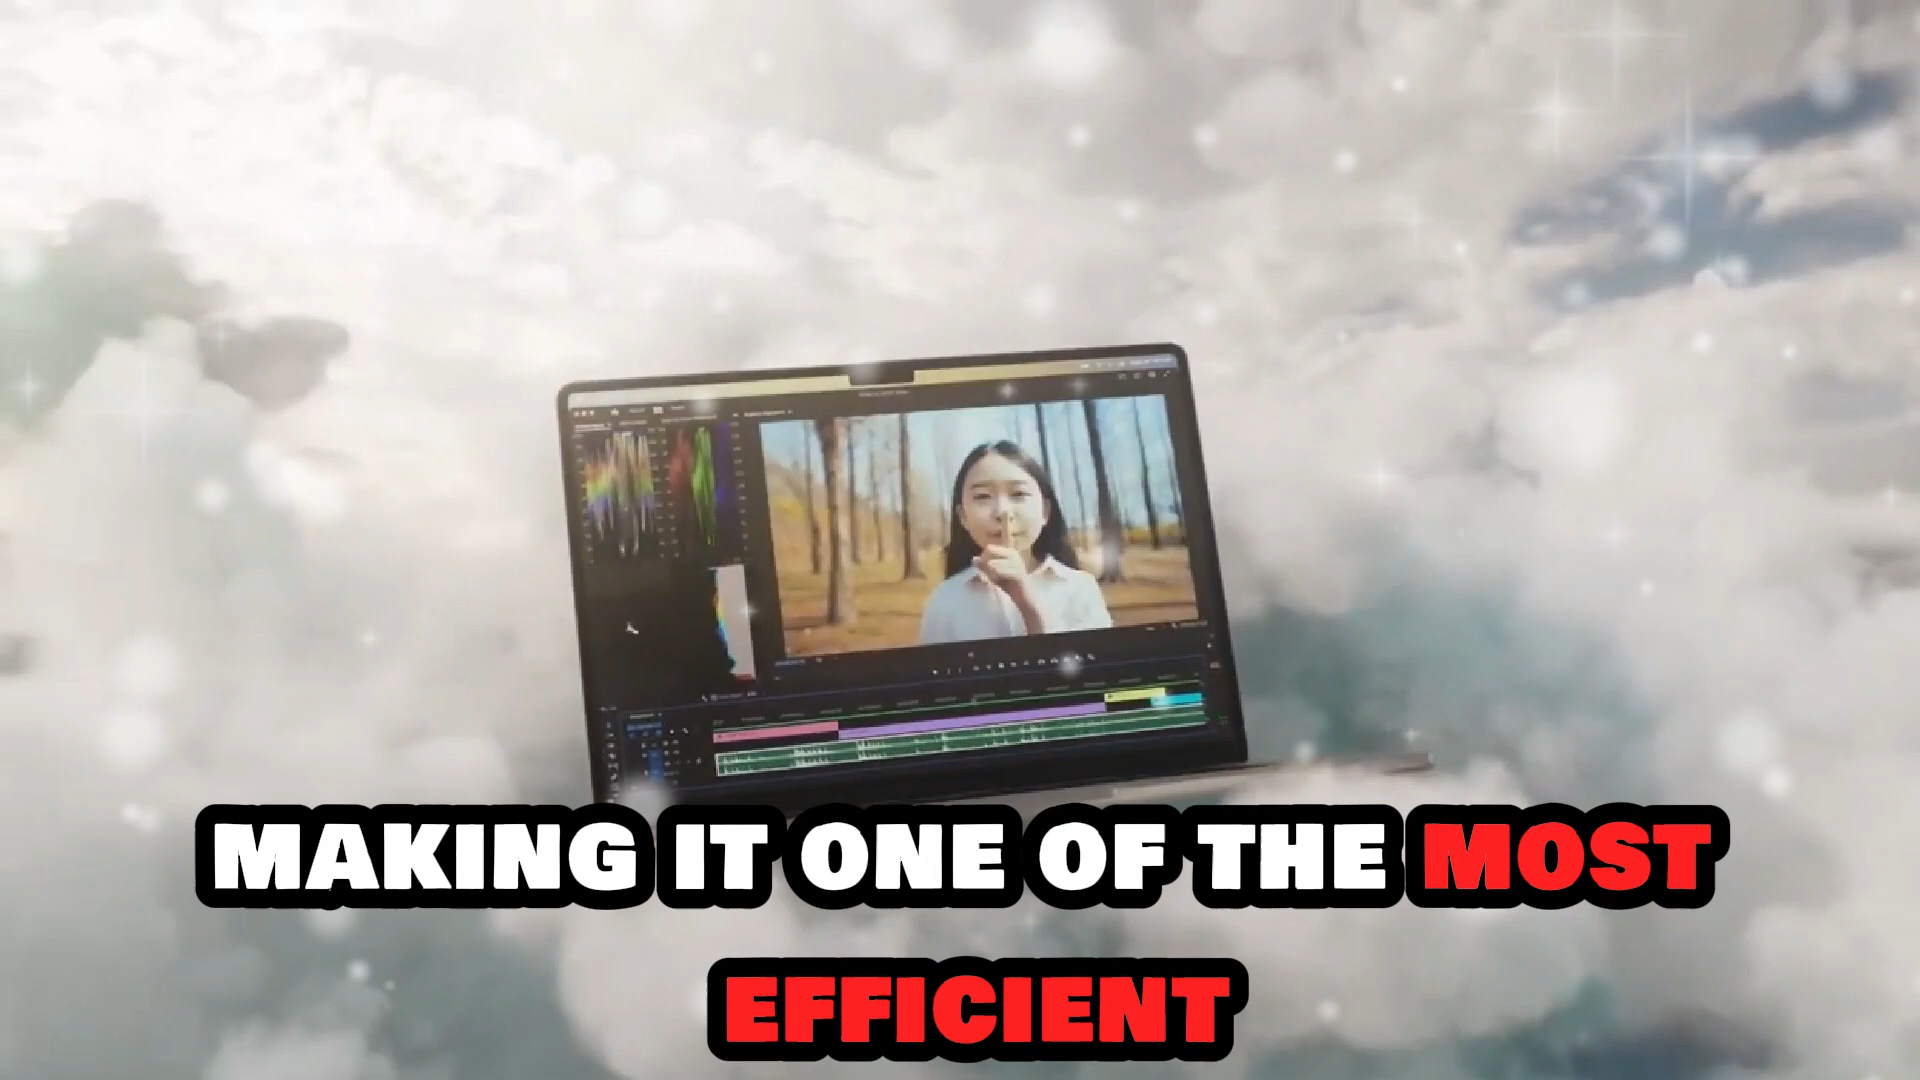 MAKING IT ONE OF THE MOST
EFFICIENT